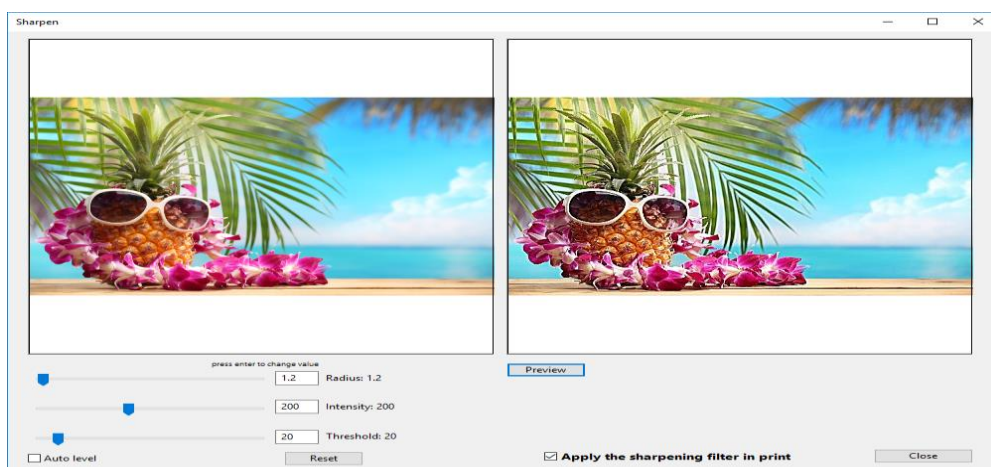 Sharpen
press enter to change value
1.2 Radius: 1.2
Preview
200 Intensity: 200
20 Threshold: 20
Auto level
Reset
Apply the sharpening filter in print
Close